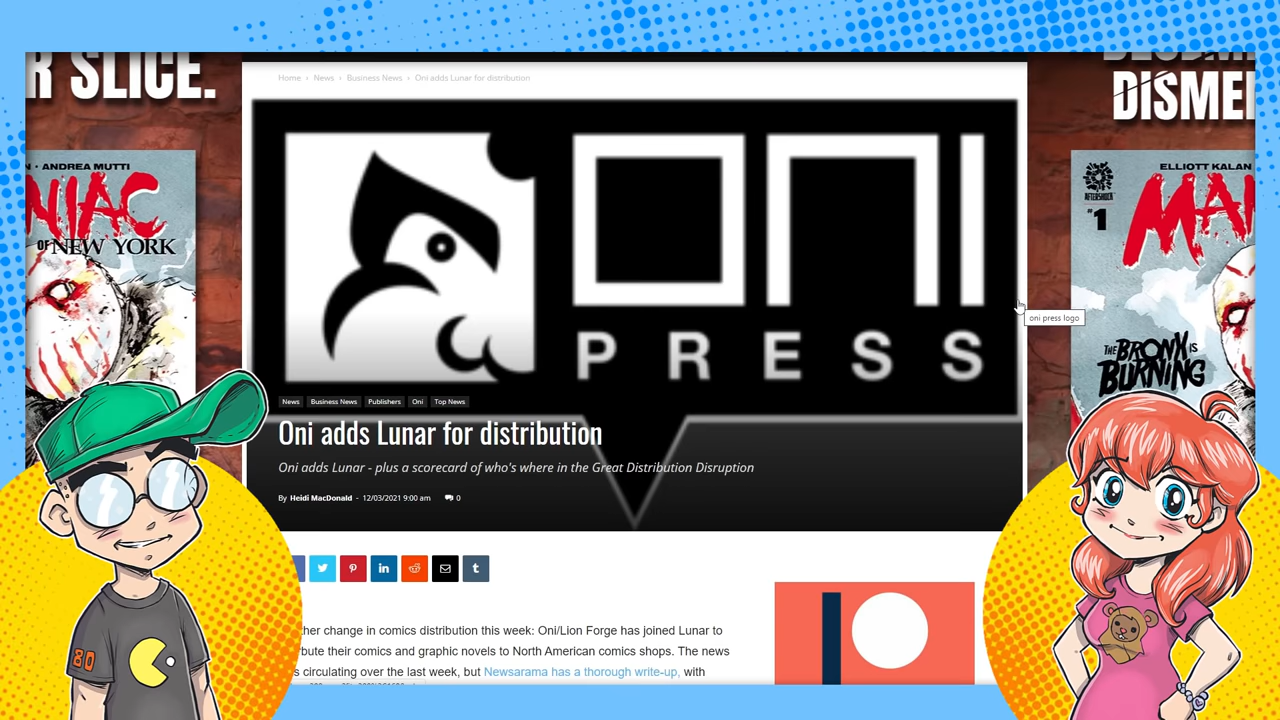 R SLICE.
DISME
Home › News › Business News › Oni adds Lunar for distribution
N • ANDREA MUTTI
NIAC
OF NEW YORK
ONI
PRESS
oni press logo
ELLIOTT KALAN
AFTERSHOCK
#1
MAN
THE BRONX IS
BURNING
News Business News Publishers Oni Top News
Oni adds Lunar for distribution
Oni adds Lunar - plus a scorecard of who's where in the Great Distribution Disruption
By Heidi MacDonald - 12/03/2021 9:00 am 0
her change in comics distribution this week: Oni/Lion Forge has joined Lunar to
bute their comics and graphic novels to North American comics shops. The news
s circulating over the last week, but Newsarama has a thorough write-up, with
80